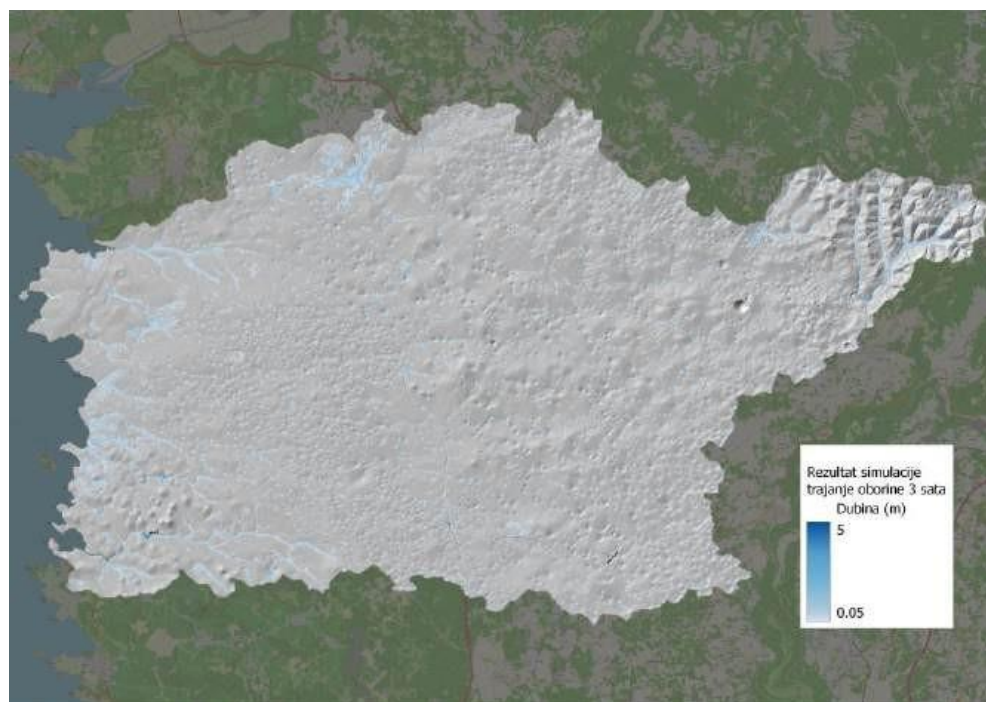 Rezultat simulacije
trajanje oborine 3 sata
Dubina (m)
5
0.05